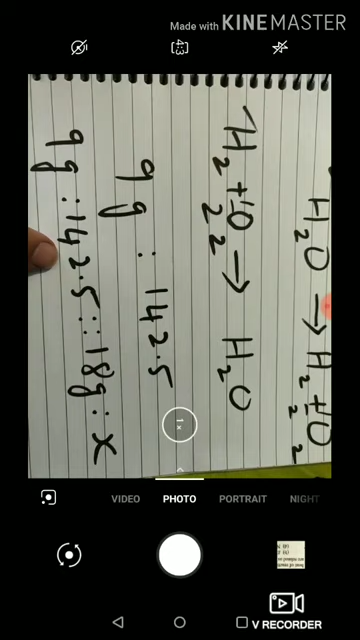 Made with KINEMASTER
H₂O → H₂ + ½O₂
H₂ + ½O₂ → H₂O
9g : 142.5
9g : 142.5 :: 18g : x
1×
VIDEO PHOTO PORTRAIT NIGHT
V RECORDER